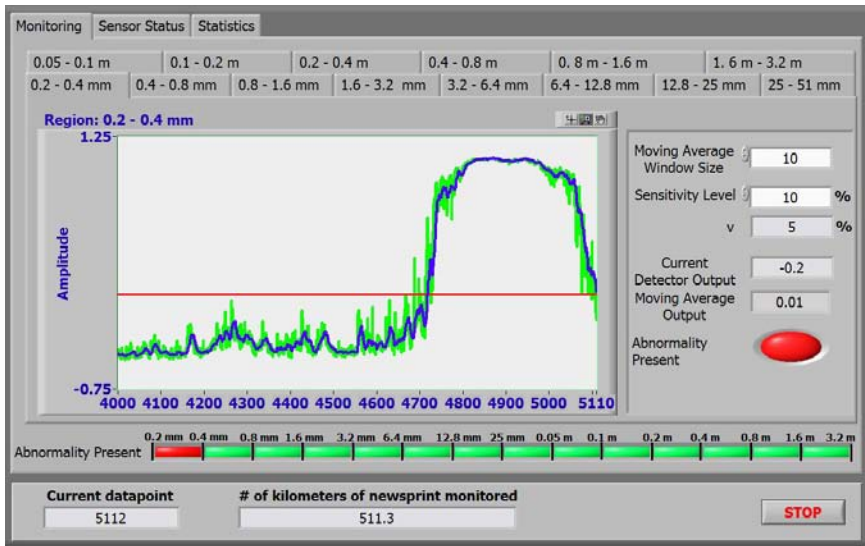 Monitoring Sensor Status Statistics
0.05 - 0.1 m 0.1 - 0.2 m 0.2 - 0.4 m 0.4 - 0.8 m 0. 8 m - 1.6 m 1. 6 m - 3.2 m
0.2 - 0.4 mm 0.4 - 0.8 mm 0.8 - 1.6 mm 1.6 - 3.2 mm 3.2 - 6.4 mm 6.4 - 12.8 mm 12.8 - 25 mm 25 - 51 mm
Region: 0.2 - 0.4 mm
1.25
Amplitude
-0.75
4000 4100 4200 4300 4400 4500 4600 4700 4800 4900 5000 5110
Moving Average
Window Size
10
Sensitivity Level 10 %
v 5 %
Current
Detector Output
-0.2
Moving Average
Output
0.01
Abnormality
Present
Abnormality Present
0.2 mm 0.4 mm 0.8 mm 1.6 mm 3.2 mm 6.4 mm 12.8 mm 25 mm 0.05 m 0.1 m 0.2 m 0.4 m 0.8 m 1.6 m 3.2 m
Current datapoint
5112
# of kilometers of newsprint monitored
511.3
STOP